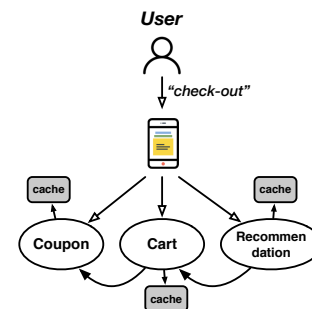 User
“check-out”
cache
cache
Coupon
Cart
Recommen
dation
cache